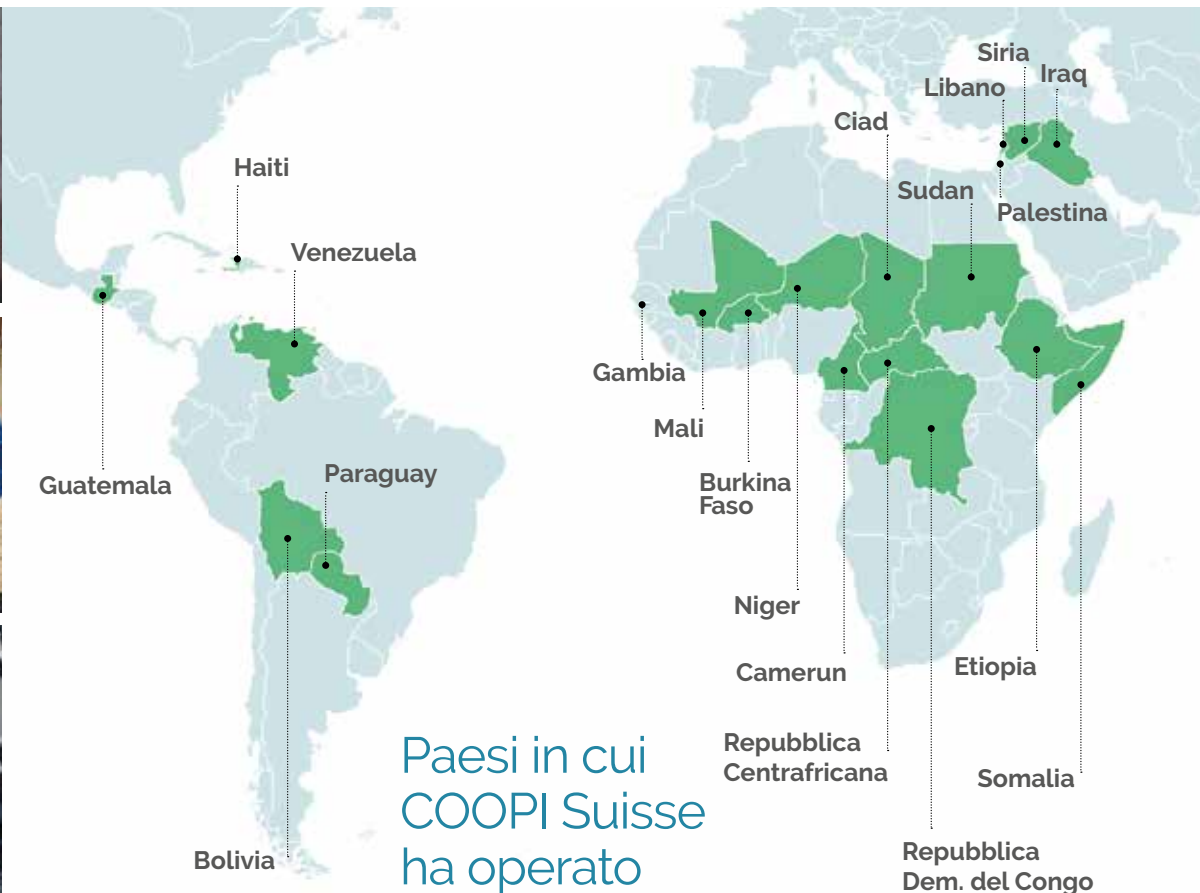 Siria
Libano
Iraq
Ciad
Haiti
Sudan
Palestina
Venezuela
Gambia
Mali
Guatemala
Paraguay
Burkina
Faso
Niger
Camerun
Etiopia
Repubblica
Centrafricana
Somalia
Bolivia
Paesi in cui
COOPI Suisse
ha operato
Repubblica
Dem. del Congo